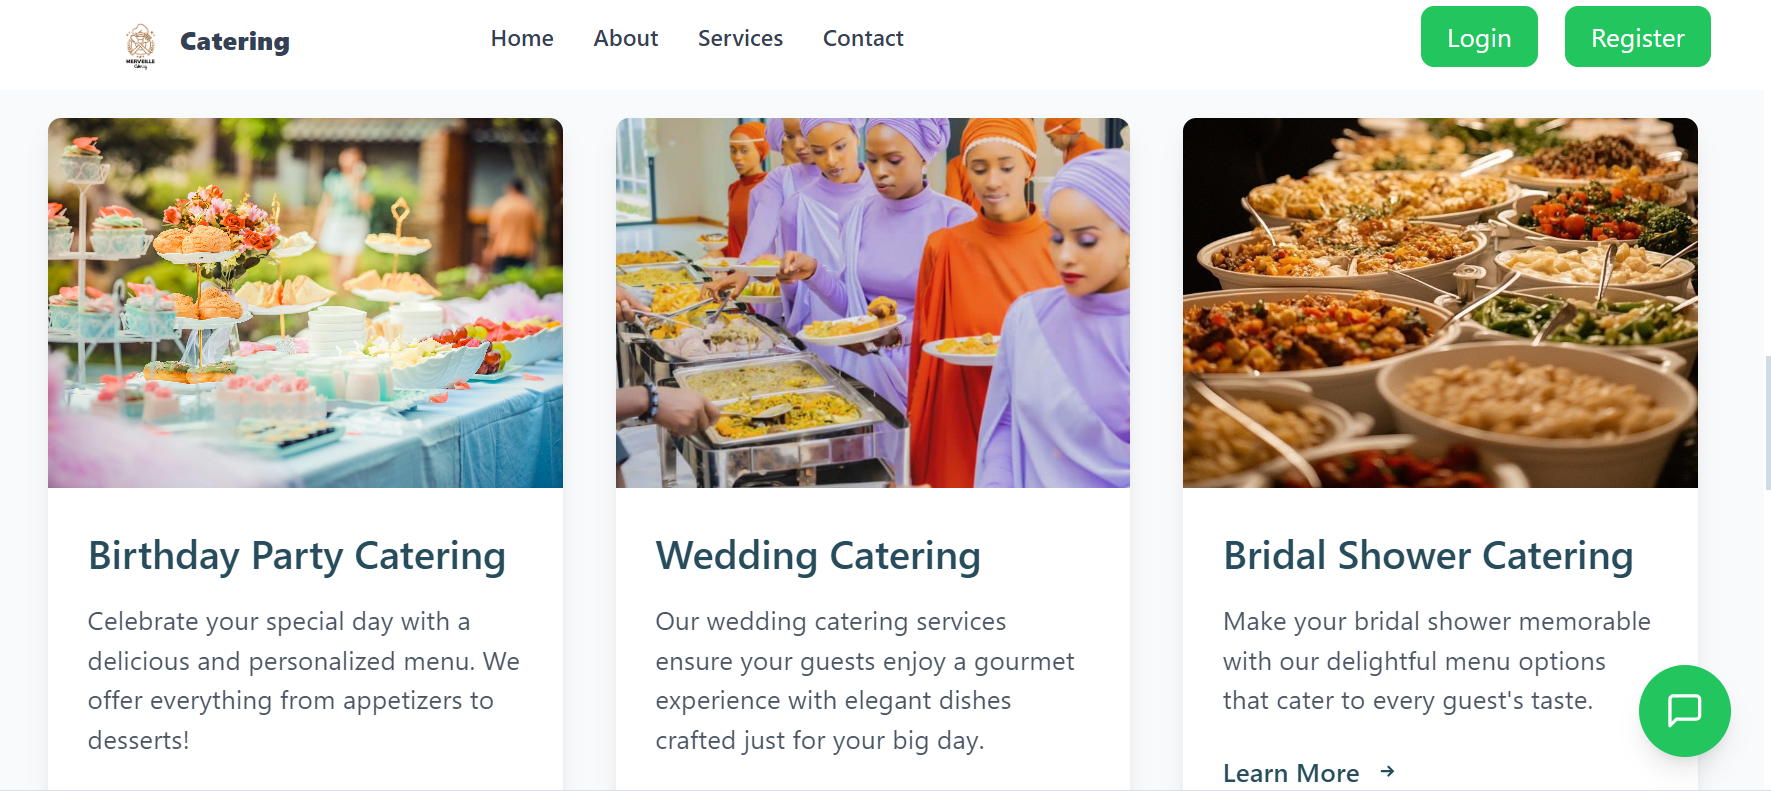 MERVEILLE
Catering
Home
About
Services
Contact
Login
Register
Birthday Party Catering
Celebrate your special day with a
delicious and personalized menu. We
offer everything from appetizers to
desserts!
Wedding Catering
Our wedding catering services
ensure your guests enjoy a gourmet
experience with elegant dishes
crafted just for your big day.
Bridal Shower Catering
Make your bridal shower memorable
with our delightful menu options
that cater to every guest's taste.
Learn More →